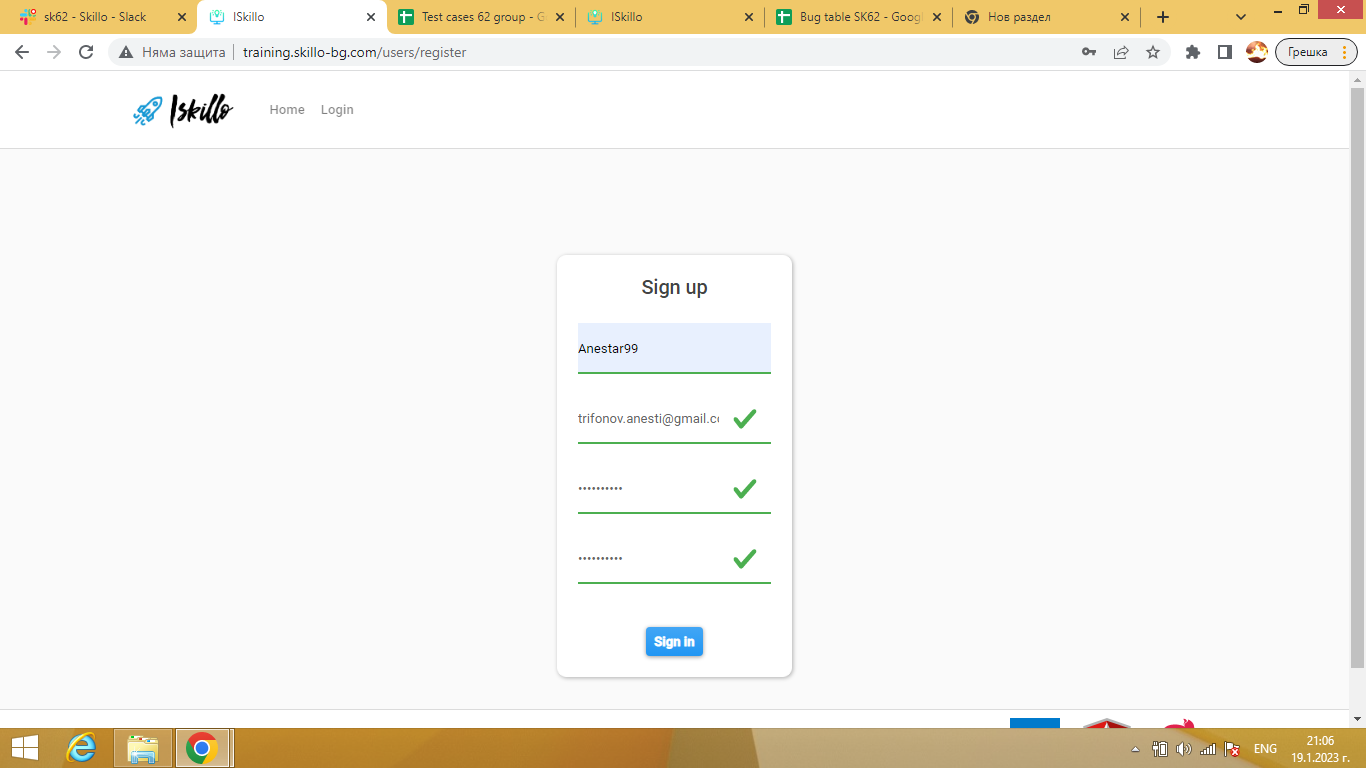 sk62 - Skillo - Slack
ISkillo
Test cases 62 group - G
ISkillo
Bug table SK62 - Goog
Нов раздел
Няма защита
training.skillo-bg.com/users/register
Грешка
Iskillo
Home
Login
Sign up
Anestar99
trifonov.anesti@gmail.co
••••••••••
••••••••••
Sign in
ENG
21:06
19.1.2023 г.